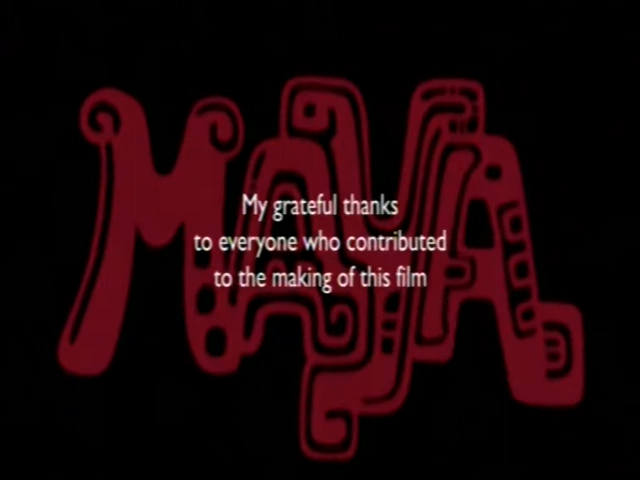 MAYA
My grateful thanks
to everyone who contributed
to the making of this film